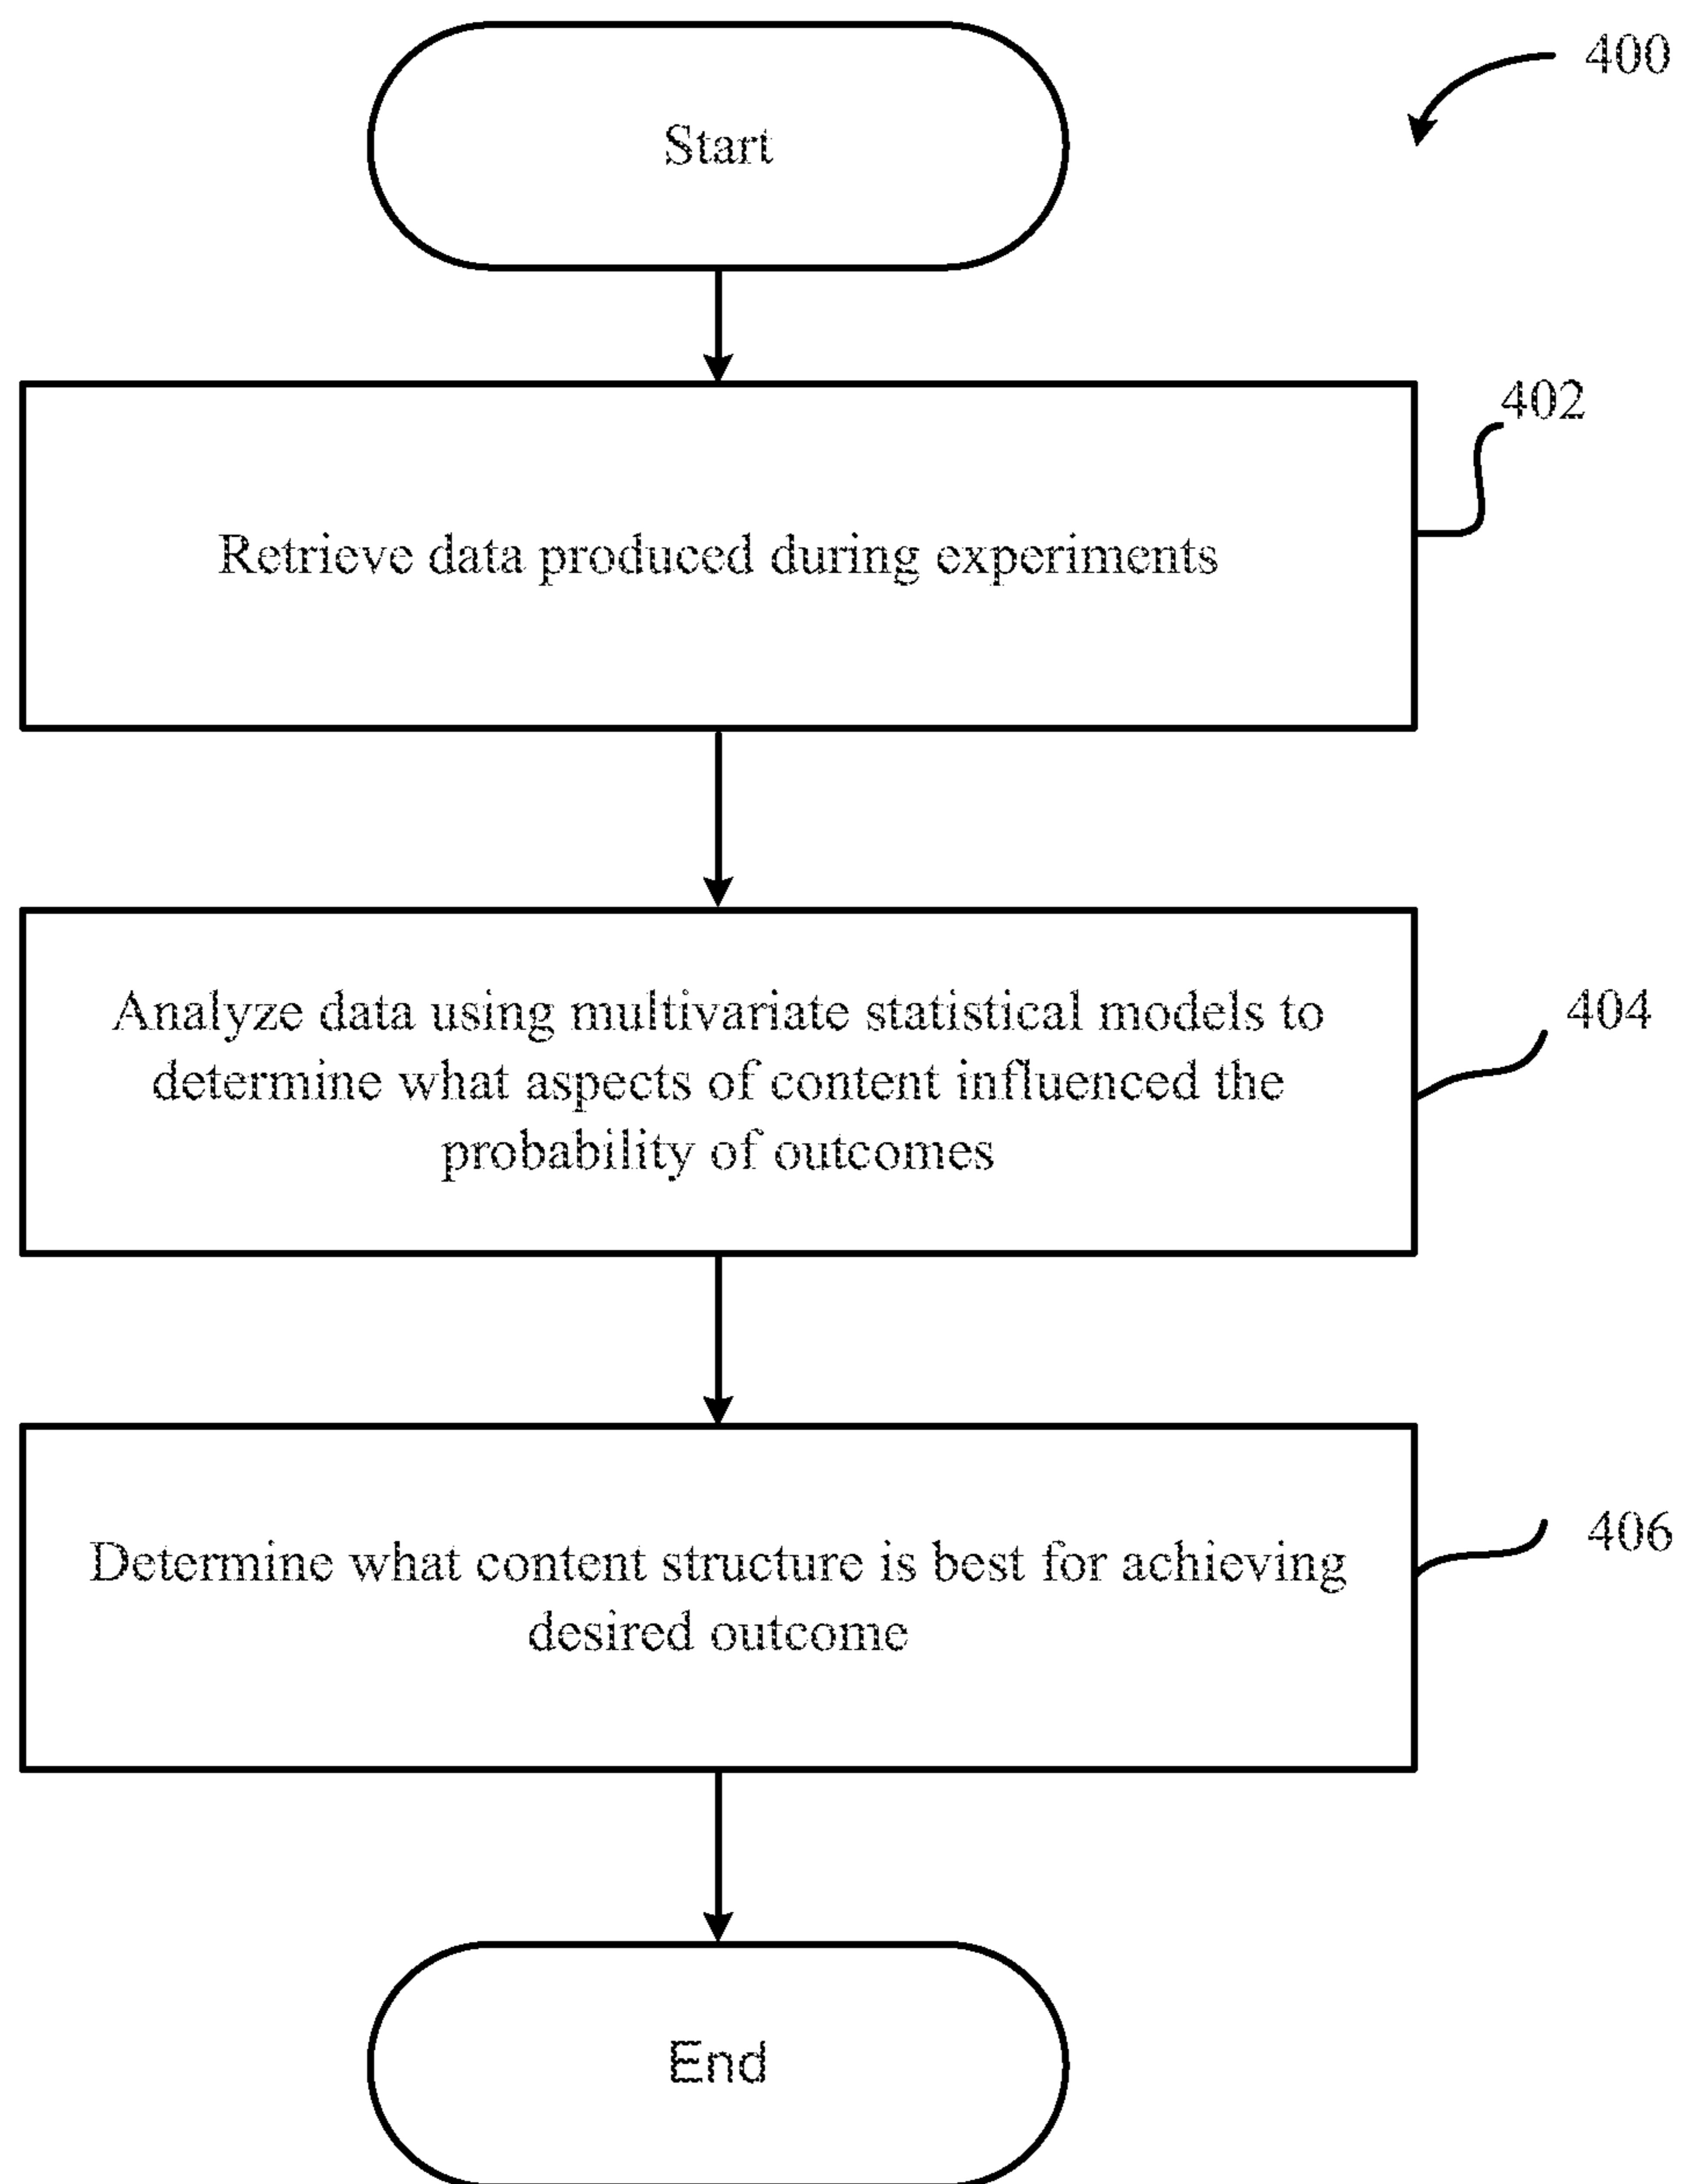 400
Start
402
Retrieve data produced during experiments
404
Analyze data using multivariate statistical models to
determine what aspects of content influenced the
probability of outcomes
406
Determine what content structure is best for achieving
desired outcome
End